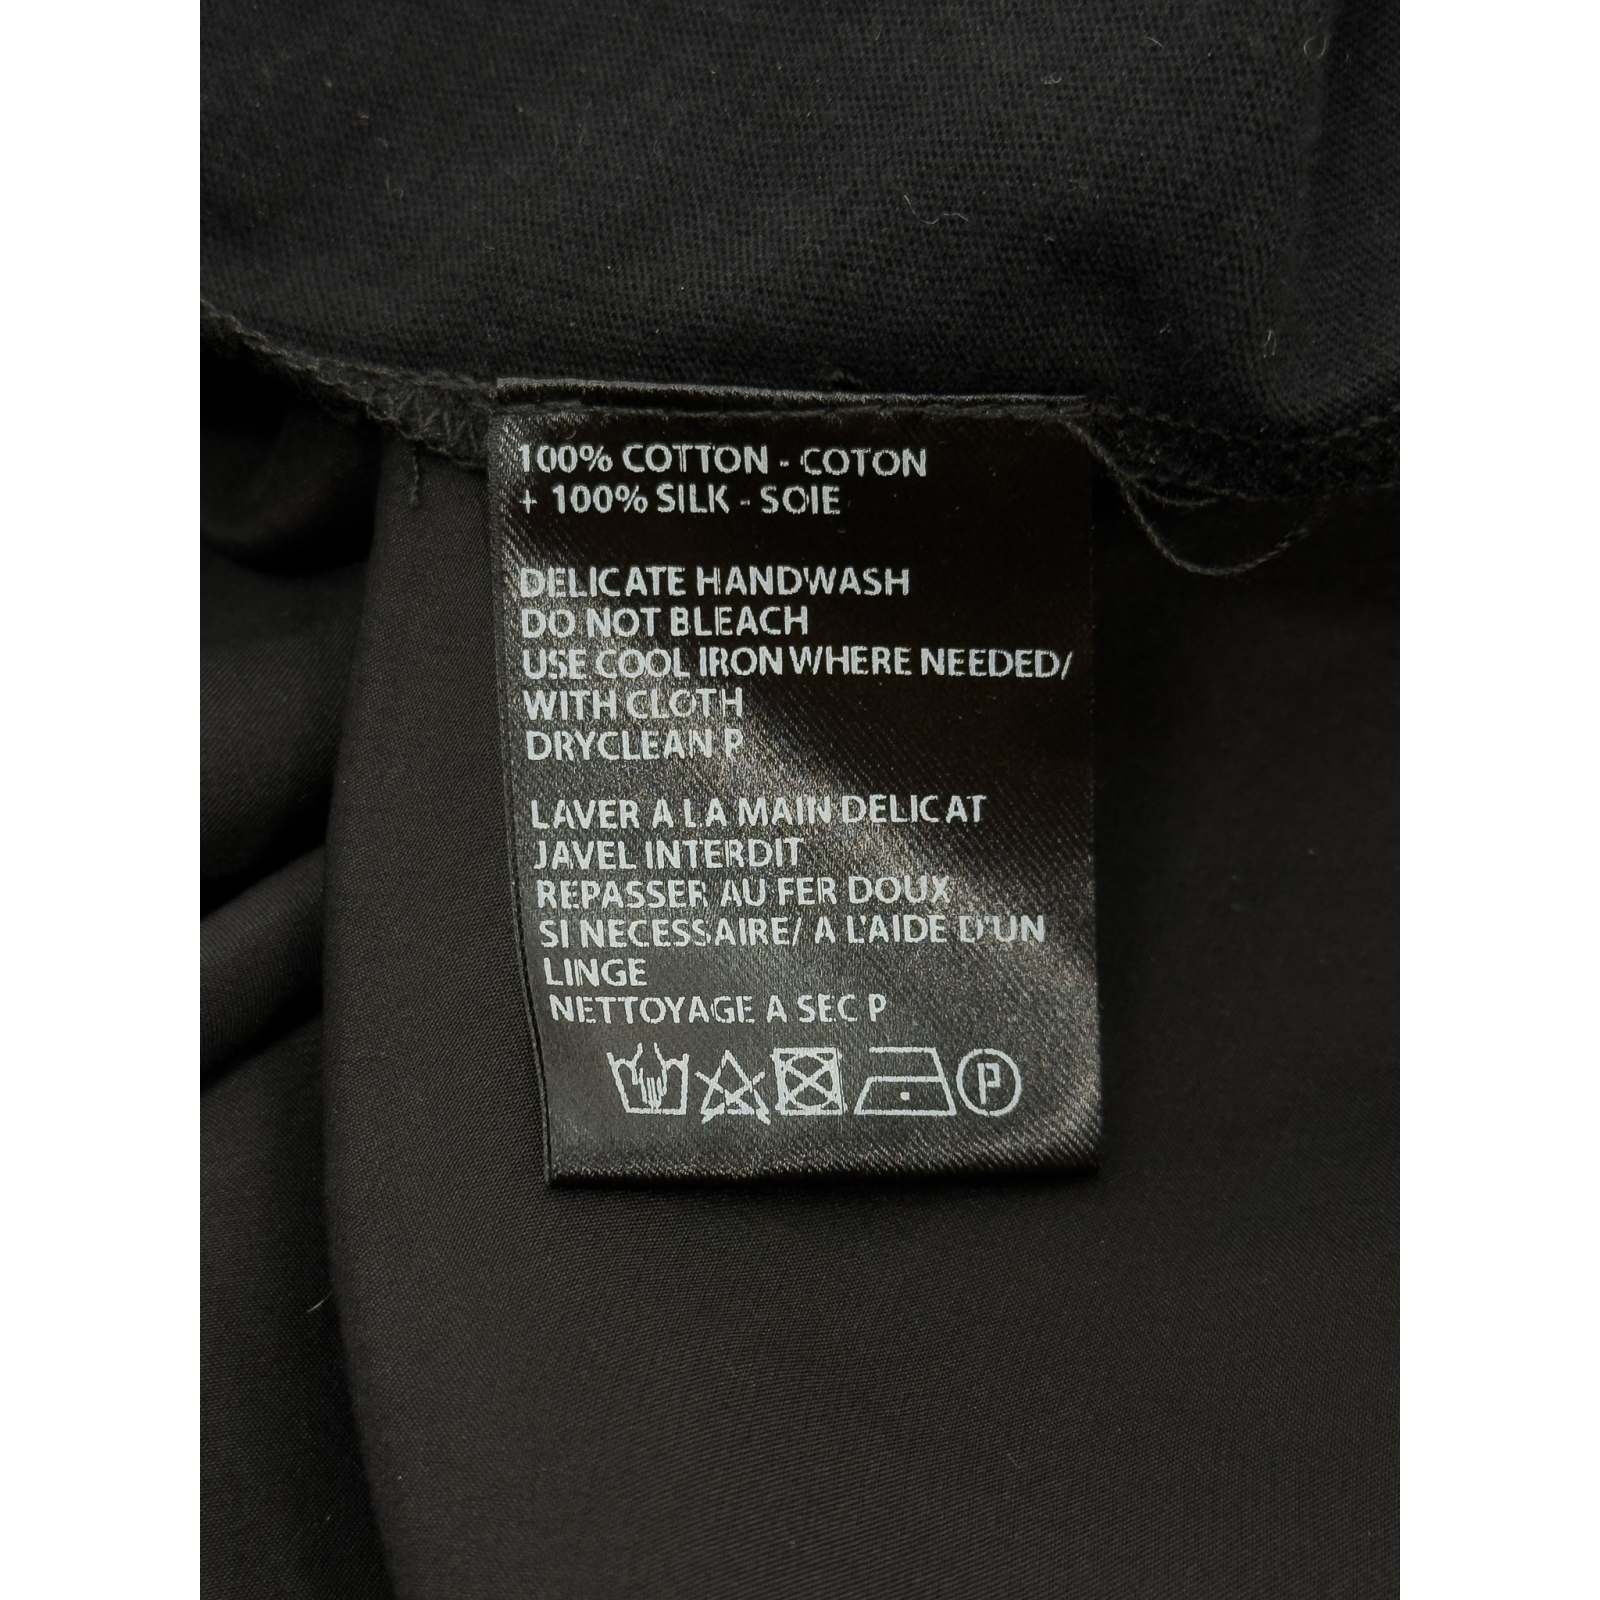 100% COTTON - COTON
+ 100% SILK - SOIE
DELICATE HANDWASH
DO NOT BLEACH
USE COOL IRON WHERE NEEDED/
WITH CLOTH
DRYCLEAN P
LAVER A LA MAIN DELICAT
JAVEL INTERDIT
REPASSER AU FER DOUX
SI NECESSAIRE/ A L'AIDE D'UN
LINGE
NETTOYAGE A SEC P
P